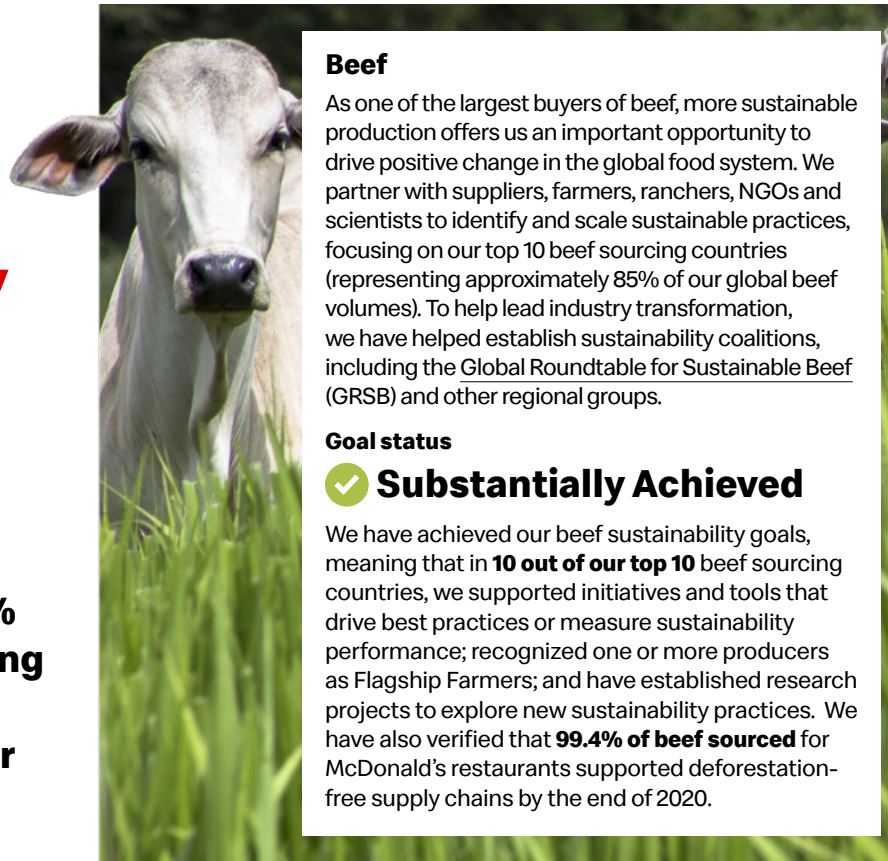 Beef
As one of the largest buyers of beef, more sustainable
production offers us an important opportunity to
drive positive change in the global food system. We
partner with suppliers, farmers, ranchers, NGOs and
scientists to identify and scale sustainable practices,
focusing on our top 10 beef sourcing countries
(representing approximately 85% of our global beef
volumes). To help lead industry transformation,
we have helped establish sustainability coalitions,
including the Global Roundtable for Sustainable Beef
(GRSB) and other regional groups.
Goal status
Substantially Achieved
We have achieved our beef sustainability goals,
meaning that in 10 out of our top 10 beef sourcing
countries, we supported initiatives and tools that
drive best practices or measure sustainability
performance; recognized one or more producers
as Flagship Farmers; and have established research
projects to explore new sustainability practices.  We
have also verified that 99.4% of beef sourced for
McDonald’s restaurants supported deforestation-
free supply chains by the end of 2020.